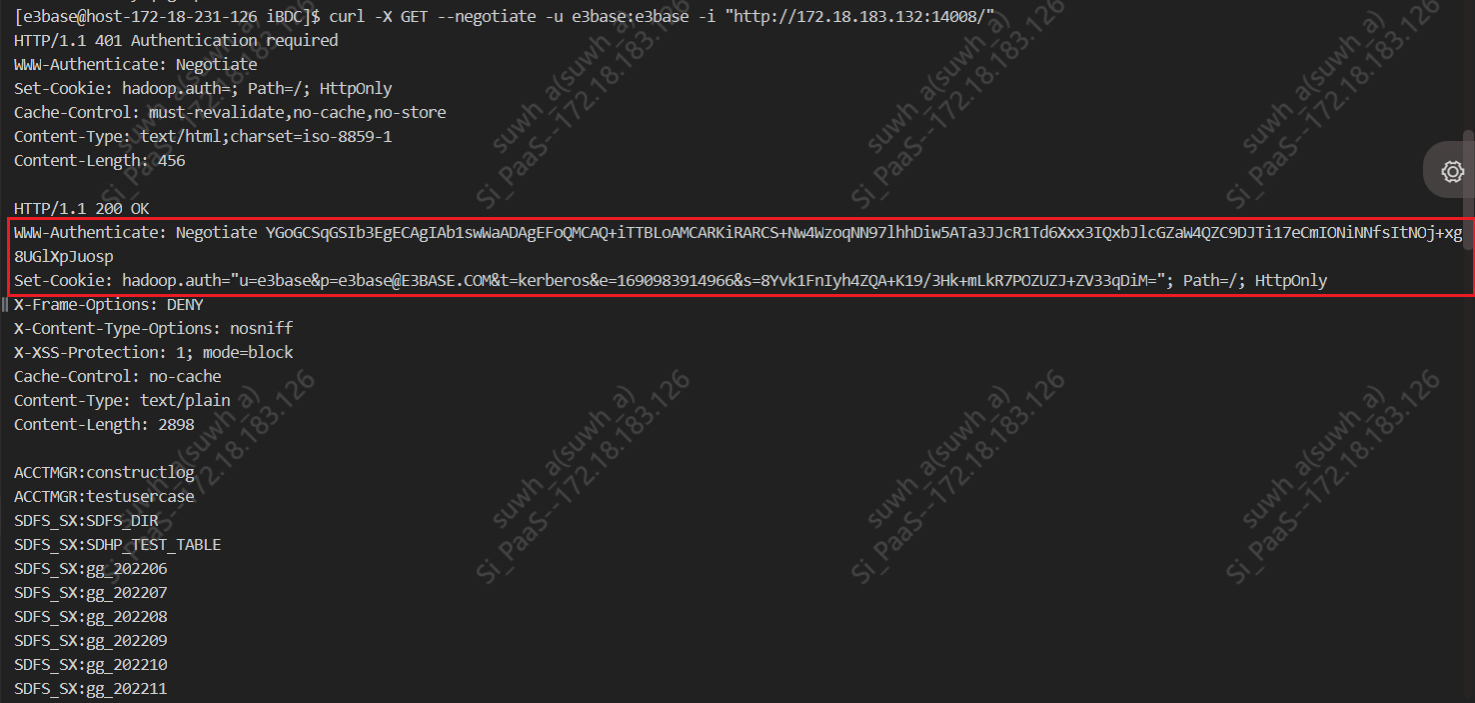 [e3base@host-172-18-231-126 iBDC]$ curl -X GET --negotiate -u e3base:e3base -i "http://172.18.183.132:14008/"
HTTP/1.1 401 Authentication required
WWW-Authenticate: Negotiate
Set-Cookie: hadoop.auth=; Path=/; HttpOnly
Cache-Control: must-revalidate,no-cache,no-store
Content-Type: text/html;charset=iso-8859-1
Content-Length: 456
HTTP/1.1 200 OK
WWW-Authenticate: Negotiate YGoGCSqGSIb3EgECAgIAb1swWaADAgEFoQMCAQ+iTTBLoAMCARKiRARCS+Nw4WzoqNN97lhhDiw5ATa3JJcR1Td6Xxx3IQxbJlcGZaW4QZC9DJTi17eCmIONiNNfsItNOj+xg
8UGlXpJuosp
Set-Cookie: hadoop.auth="u=e3base&p=e3base@E3BASE.COM&t=kerberos&e=1690983914966&s=8Yvk1FnIyh4ZQA+K19/3Hk+mLkR7POZUZJ+ZV33qDiM="; Path=/; HttpOnly
X-Frame-Options: DENY
X-Content-Type-Options: nosniff
X-XSS-Protection: 1; mode=block
Cache-Control: no-cache
Content-Type: text/plain
Content-Length: 2898
ACCTMGR:constructlog
ACCTMGR:testusercase
SDFS_SX:SDFS_DIR
SDFS_SX:SDHP_TEST_TABLE
SDFS_SX:gg_202206
SDFS_SX:gg_202207
SDFS_SX:gg_202208
SDFS_SX:gg_202209
SDFS_SX:gg_202210
SDFS_SX:gg_202211
suwh_a(suwh_a)
Si_PaaS--172.18.183.126
suwh_a(suwh_a)
Si_PaaS--172.18.183.126
suwh_a(suwh_a)
Si_PaaS--172.18.183.126
suwh_a(suwh_a)
Si_PaaS--172.18.183.126
suwh_a(suwh_a)
Si_PaaS--172.18.183.126
suwh_a(suwh_a)
Si_PaaS--172.18.183.126
suwh_a(suwh_a)
Si_PaaS--172.18.183.126
suwh_a(suwh_a)
Si_PaaS--172.18.183.126